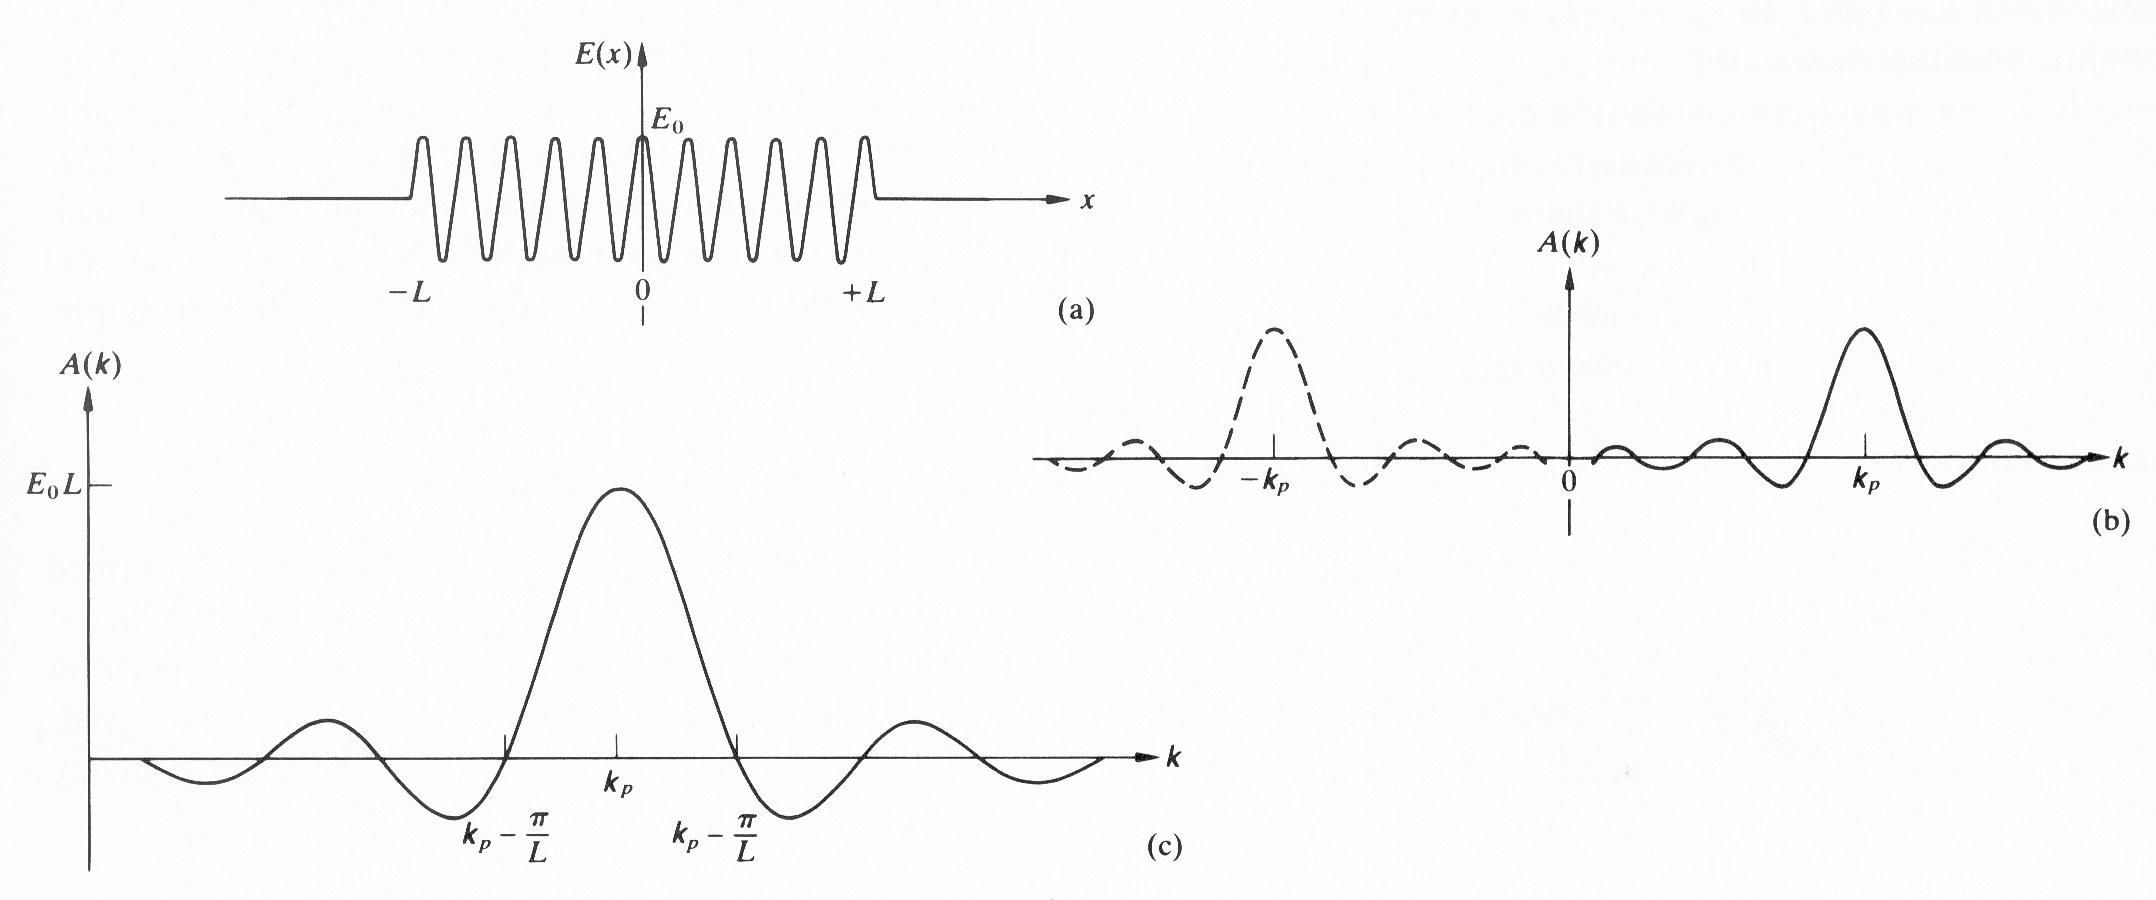 E(x)
E₀
x
−L 0 +L
(a)
A(k)
−kₚ 0 kₚ
k
(b)
A(k)
E₀L
k
kₚ
kₚ − π/L kₚ − π/L
(c)